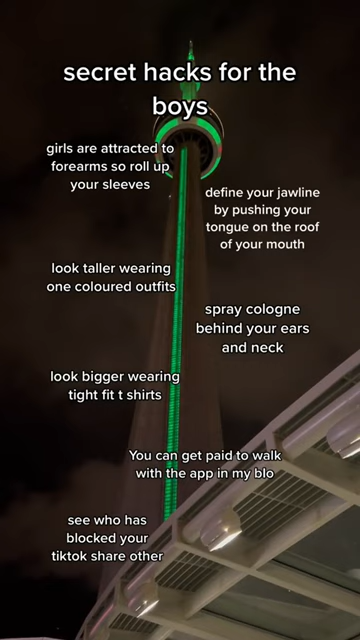 secret hacks for the
boys
girls are attracted to
forearms so roll up
your sleeves
define your jawline
by pushing your
tongue on the roof
of your mouth
look taller wearing
one coloured outfits
spray cologne
behind your ears
and neck
look bigger wearing
tight fit t shirts
You can get paid to walk
with the app in my blo
see who has
blocked your
tiktok share other